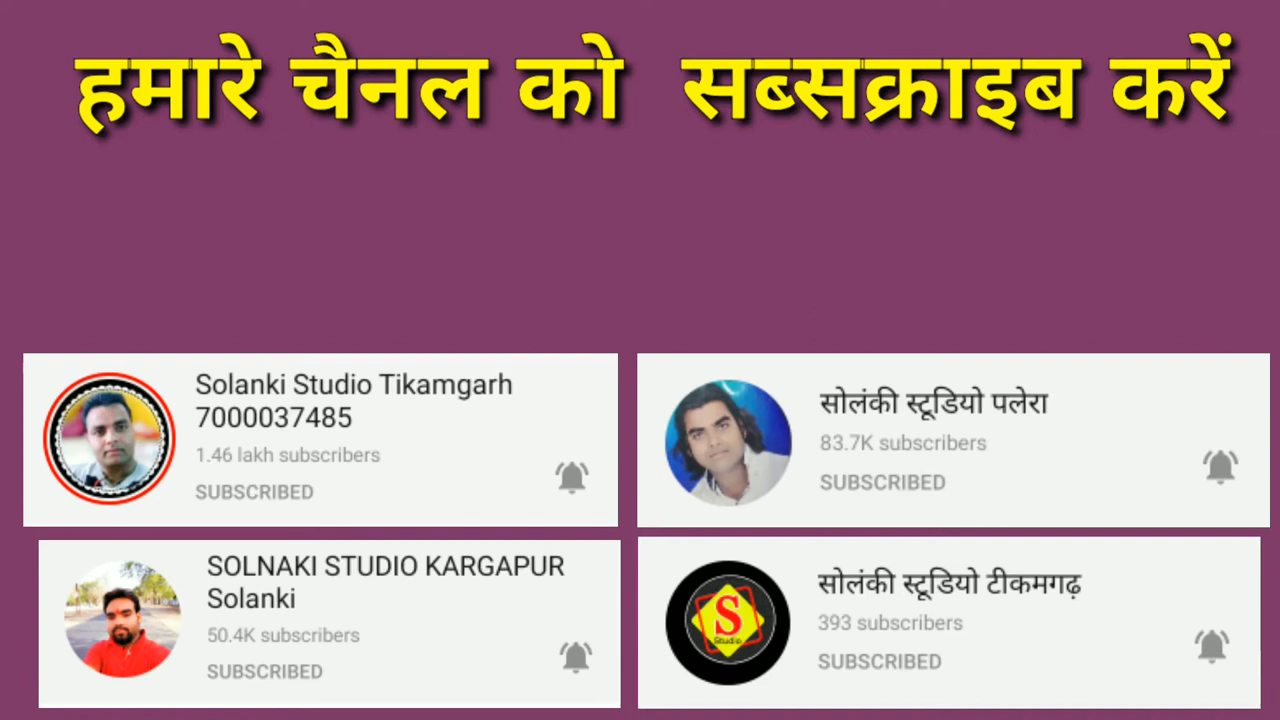 हमारे चैनल को सब्सक्राइब करें
Solanki Studio Tikamgarh
7000037485
1.46 lakh subscribers
SUBSCRIBED
सोलंकी स्टूडियो पलेरा
83.7K subscribers
SUBSCRIBED
SOLNAKI STUDIO KARGAPUR
Solanki
50.4K subscribers
SUBSCRIBED
S
Studio
सोलंकी स्टूडियो टीकमगढ़
393 subscribers
SUBSCRIBED